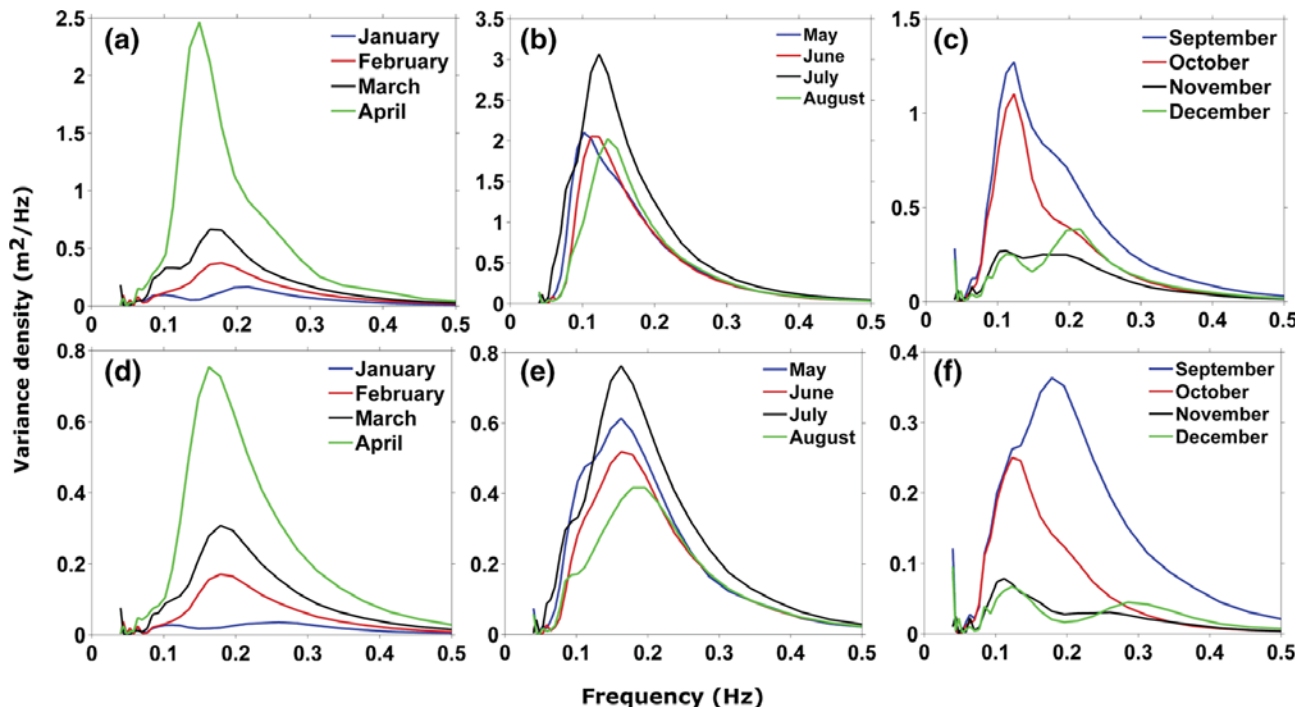 Variance density (m²/Hz)
(a)
January
February
March
April
2.5
2
1.5
1
0.5
0
0 0.1 0.2 0.3 0.4 0.5
(b)
May
June
July
August
3.5
3
2.5
2
1.5
1
0.5
0
0 0.1 0.2 0.3 0.4 0.5
(c)
September
October
November
December
1.5
1
0.5
0
0 0.1 0.2 0.3 0.4 0.5
(d)
January
February
March
April
0.8
0.6
0.4
0.2
0
0 0.1 0.2 0.3 0.4 0.5
(e)
May
June
July
August
0.8
0.6
0.4
0.2
0
0 0.1 0.2 0.3 0.4 0.5
(f)
September
October
November
December
0.4
0.3
0.2
0.1
0
0 0.1 0.2 0.3 0.4 0.5
Frequency (Hz)